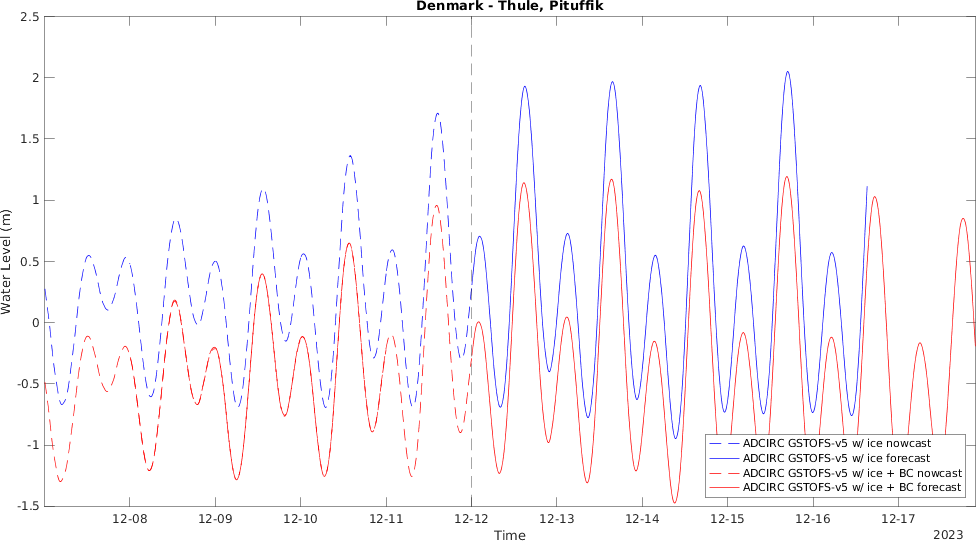 Denmark - Thule, Pituffik
2.5
2
1.5
1
0.5
0
-0.5
-1
-1.5
Water Level (m)
ADCIRC GSTOFS-v5 w/ ice nowcast
ADCIRC GSTOFS-v5 w/ ice forecast
ADCIRC GSTOFS-v5 w/ ice + BC nowcast
ADCIRC GSTOFS-v5 w/ ice + BC forecast
12-08 12-09 12-10 12-11 12-12 12-13 12-14 12-15 12-16 12-17
Time
2023